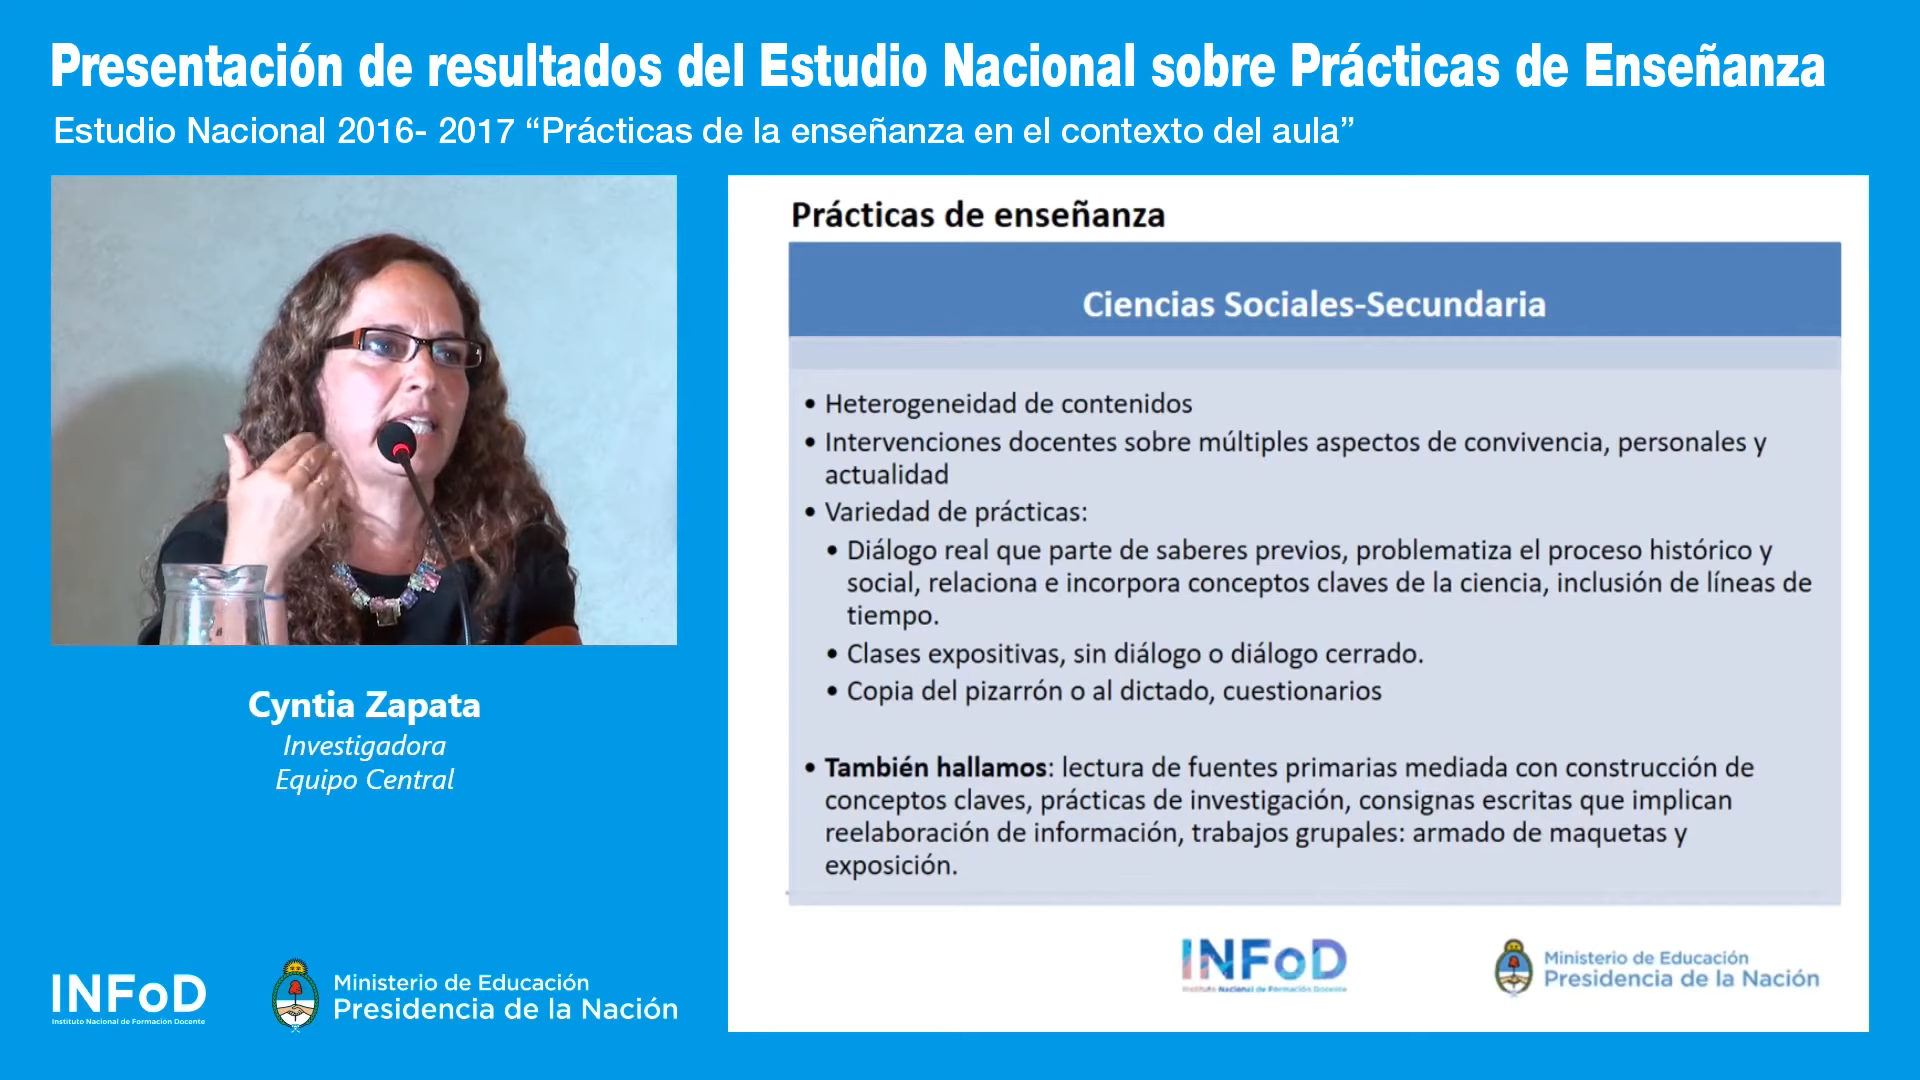 Presentación de resultados del Estudio Nacional sobre Prácticas de Enseñanza
Estudio Nacional 2016- 2017 “Prácticas de la enseñanza en el contexto del aula”
Cyntia Zapata
Investigadora
Equipo Central
INFoD
Instituto Nacional de Formación Docente
Ministerio de Educación
Presidencia de la Nación
Prácticas de enseñanza
Ciencias Sociales-Secundaria
• Heterogeneidad de contenidos
• Intervenciones docentes sobre múltiples aspectos de convivencia, personales y
actualidad
• Variedad de prácticas:
• Diálogo real que parte de saberes previos, problematiza el proceso histórico y
social, relaciona e incorpora conceptos claves de la ciencia, inclusión de líneas de
tiempo.
• Clases expositivas, sin diálogo o diálogo cerrado.
• Copia del pizarrón o al dictado, cuestionarios
• También hallamos: lectura de fuentes primarias mediada con construcción de
conceptos claves, prácticas de investigación, consignas escritas que implican
reelaboración de información, trabajos grupales: armado de maquetas y
exposición.
INFoD
Instituto Nacional de Formación Docente
Ministerio de Educación
Presidencia de la Nación